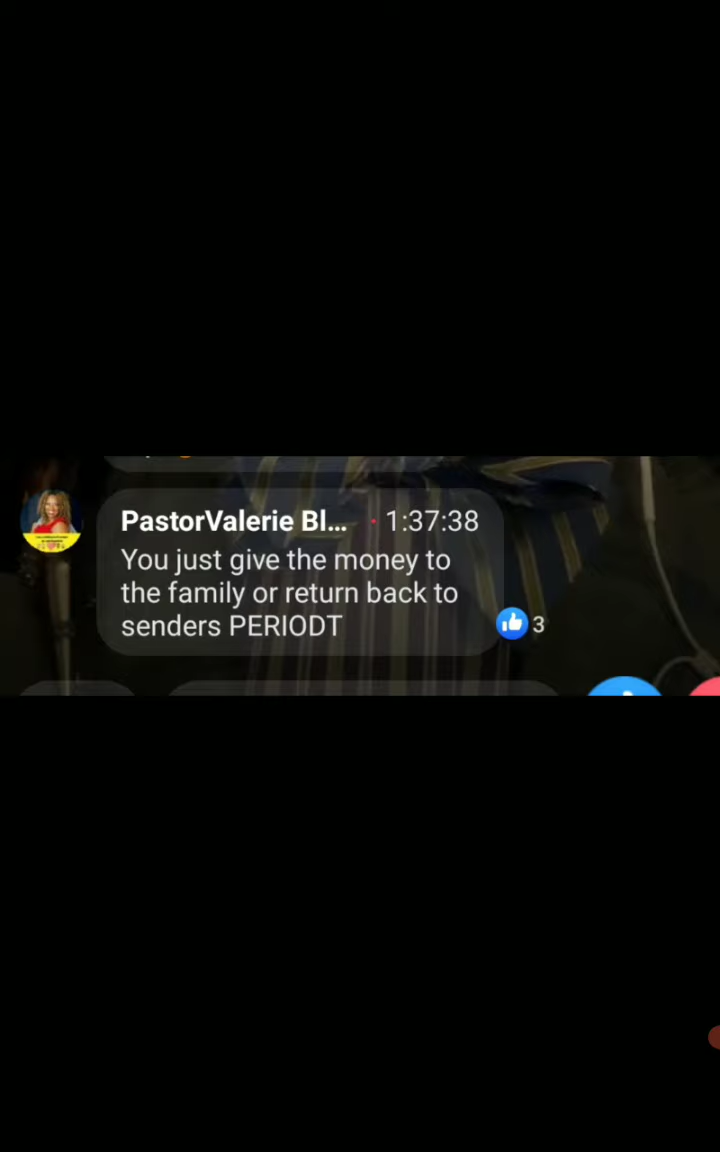 PastorValerie Bl... • 1:37:38
You just give the money to
the family or return back to
senders PERIODT
3